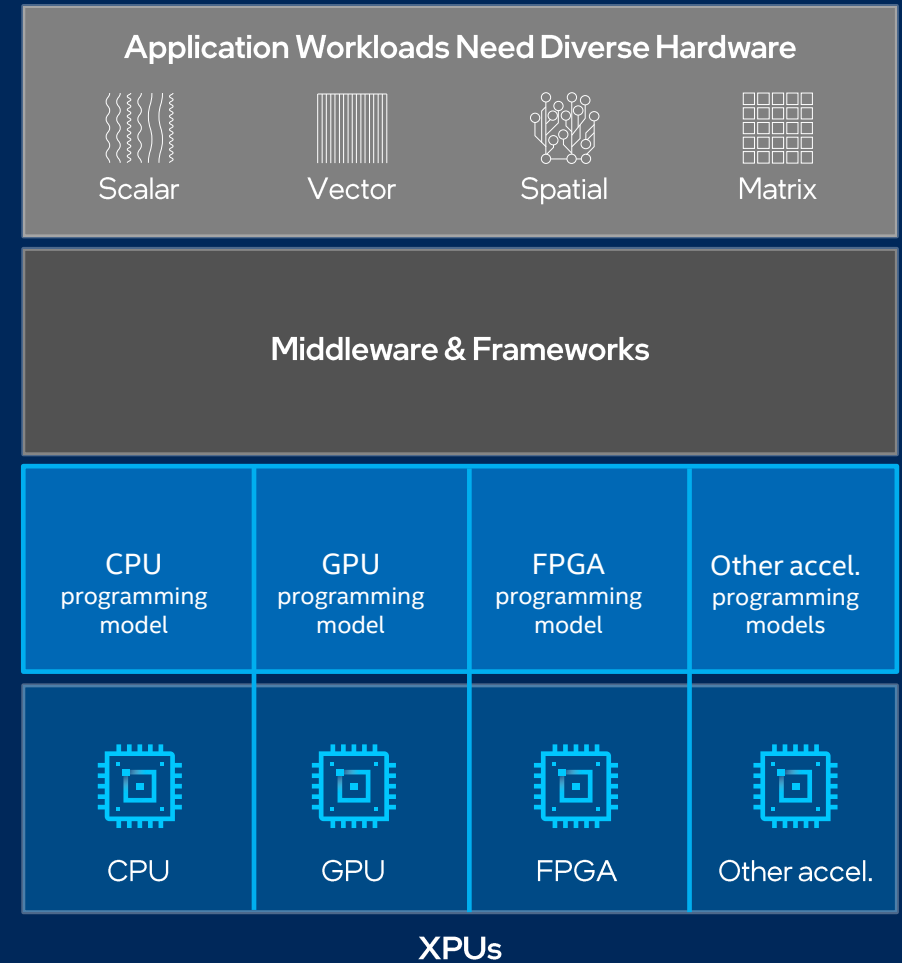 Application Workloads Need Diverse Hardware
Scalar
Vector
Spatial
Matrix
Middleware & Frameworks
CPU
programming
model
GPU
programming
model
FPGA
programming
model
Other accel.
programming
models
CPU
GPU
FPGA
Other accel.
XPUs